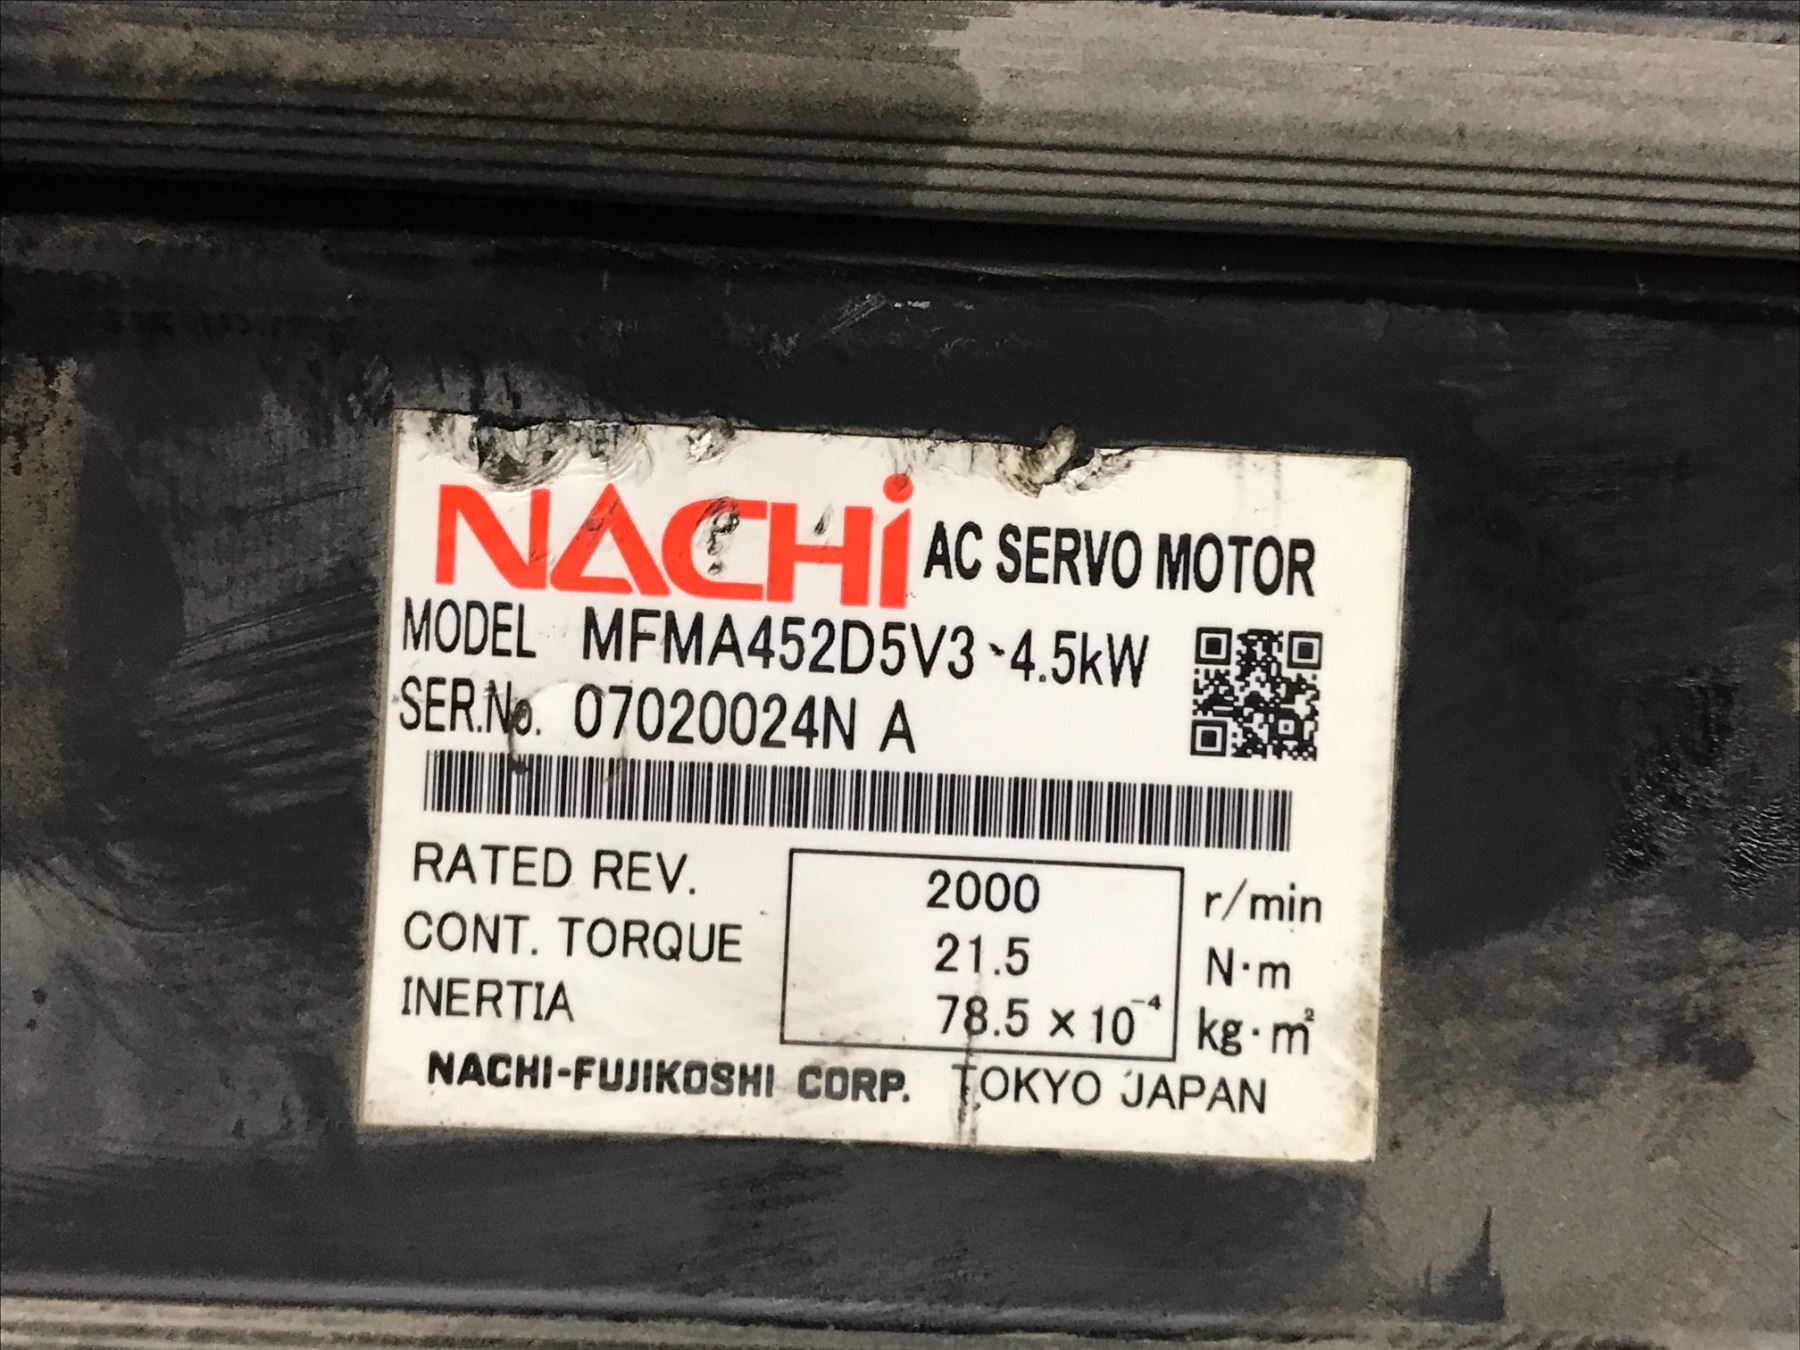 NACHi AC SERVO MOTOR
MODEL MFMA452D5V3 4.5kW
SER.No. 07020024N A
RATED REV. 2000 r/min
CONT. TORQUE 21.5 N·m
INERTIA 78.5 × 10⁻⁴ kg·m²
NACHI-FUJIKOSHI CORP. TOKYO JAPAN